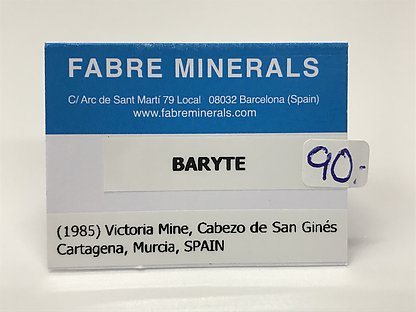 FABRE MINERALS
C/ Arc de Sant Martí 79 Local 08032 Barcelona (Spain)
www.fabreminerals.com
BARYTE
90.-
(1985) Victoria Mine, Cabezo de San Ginés
Cartagena, Murcia, SPAIN